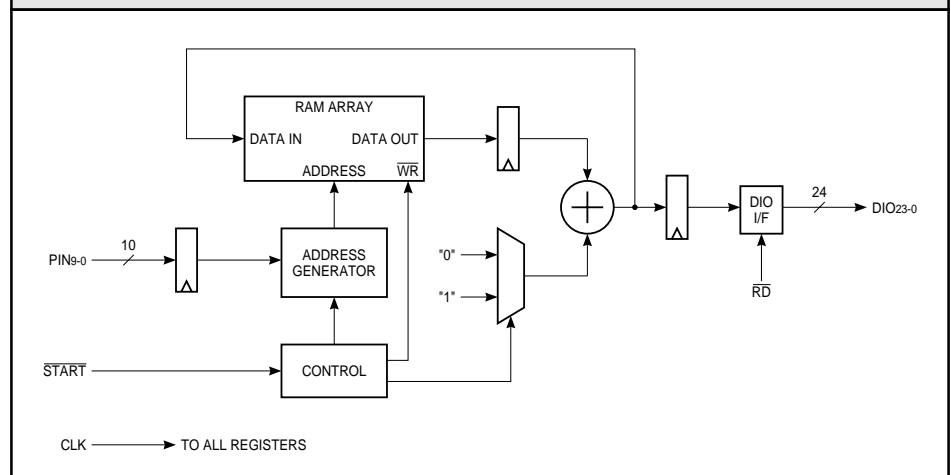 RAM ARRAY
DATA IN
DATA OUT
ADDRESS
WR
PIN9-0
10
ADDRESS
GENERATOR
"0"
"1"
24
DIO
I/F
DIO23-0
RD
START
CONTROL
CLK
TO ALL REGISTERS